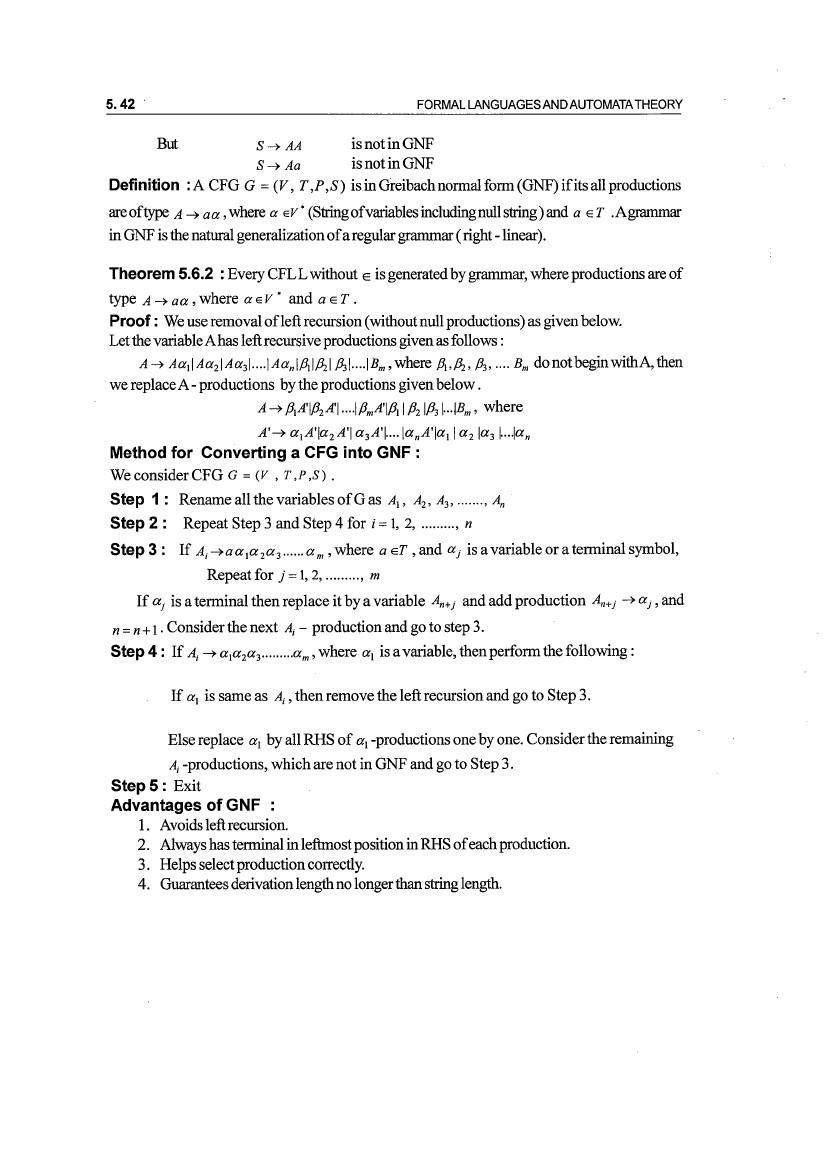 5. 42 FORMAL LANGUAGES AND AUTOMATA THEORY
But S → AA is not in GNF
S → Aa is not in GNF
Definition : A CFG G = (V, T,P,S) is in Greibach normal form (GNF) if its all productions
are of type A → aα , where α ∈V* (String of variables including null string) and a ∈T . A grammar
in GNF is the natural generalization of a regular grammar ( right - linear).
Theorem 5.6.2 : Every CFL L without ∈ is generated by grammar, where productions are of
type A → aα , where α ∈V * and a ∈ T .
Proof : We use removal of left recursion (without null productions) as given below.
Let the variable A has left recursive productions given as follows :
A → Aα₁| Aα₂| Aα₃|....| Aαₙ|β₁|β₂| β₃|....| Bₘ , where β₁,β₂, β₃, .... Bₘ do not begin with A, then
we replace A - productions by the productions given below .
A → β₁A'|β₂ A'| ....|βₘA'|β₁ | β₂ |β₃ |...|Bₘ , where
A' → α₁A'|α₂ A'| α₃A'|.... |αₙA'|α₁ | α₂ |α₃ |...|αₙ
Method for Converting a CFG into GNF :
We consider CFG G = (V , T ,P ,S) .
Step 1 : Rename all the variables of G as A₁, A₂, A₃, ......., Aₙ
Step 2 : Repeat Step 3 and Step 4 for i = 1, 2, ........., n
Step 3 : If Aᵢ → aα₁α₂α₃......αₘ , where a ∈T , and αⱼ is a variable or a terminal symbol,
Repeat for j = 1, 2, ........., m
If αⱼ is a terminal then replace it by a variable Aₙ₊ⱼ and add production Aₙ₊ⱼ → αⱼ , and
n = n+1 . Consider the next Aᵢ – production and go to step 3.
Step 4 : If Aᵢ → α₁α₂α₃.........αₘ , where α₁ is a variable, then perform the following :
If α₁ is same as Aᵢ , then remove the left recursion and go to Step 3.
Else replace α₁ by all RHS of α₁ -productions one by one. Consider the remaining
Aᵢ -productions, which are not in GNF and go to Step 3.
Step 5 : Exit
Advantages of GNF :
1. Avoids left recursion.
2. Always has terminal in leftmost position in RHS of each production.
3. Helps select production correctly.
4. Guarantees derivation length no longer than string length.